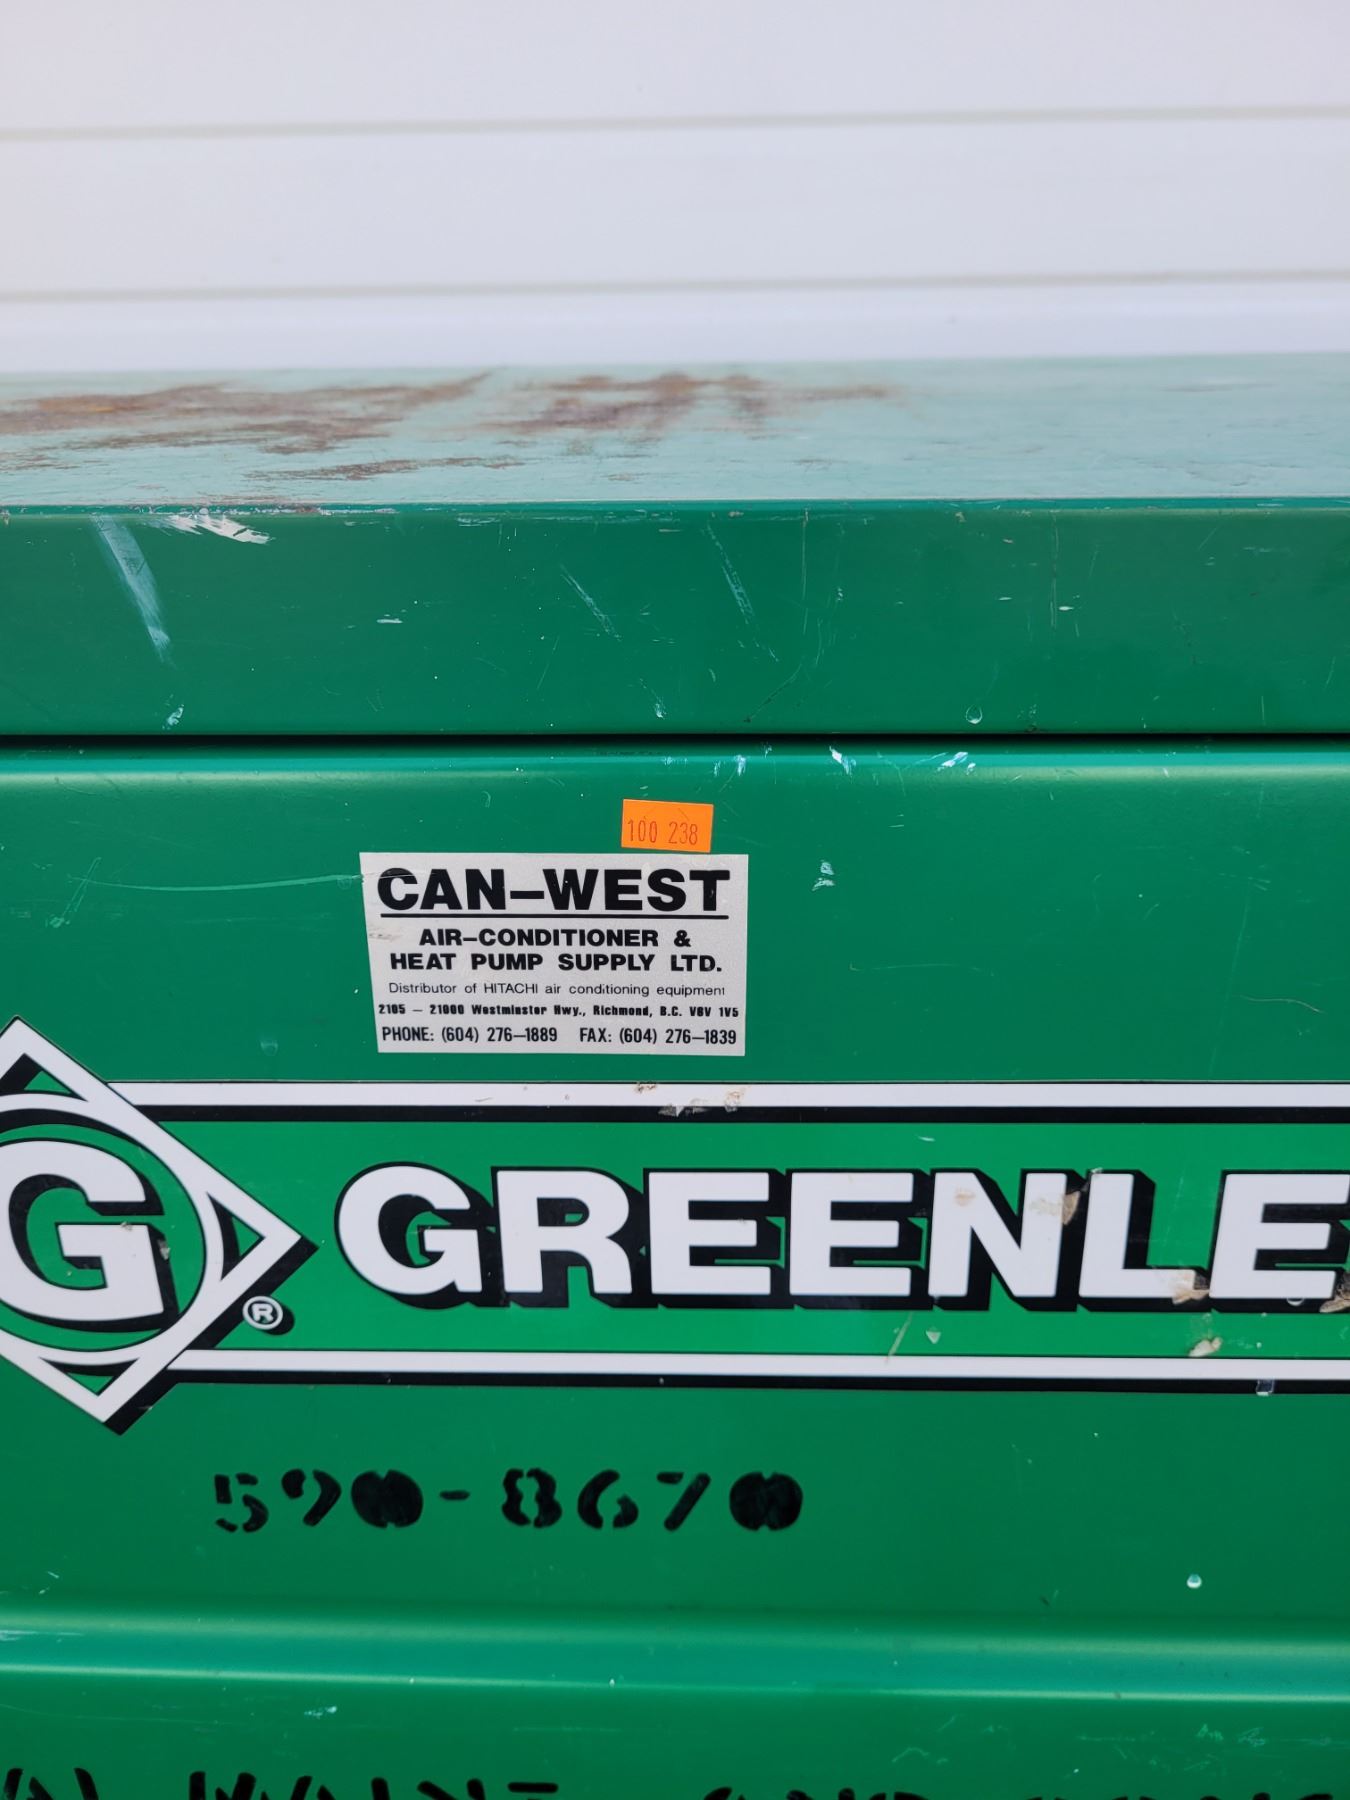 100 238
CAN-WEST
AIR-CONDITIONER &
HEAT PUMP SUPPLY LTD.
Distributor of HITACHI air conditioning equipment
2105 - 21000 Westminster Hwy., Richmond, B.C. V6V 1V5
PHONE: (604) 276-1889 FAX: (604) 276-1839
G ® GREENLE
590-8670